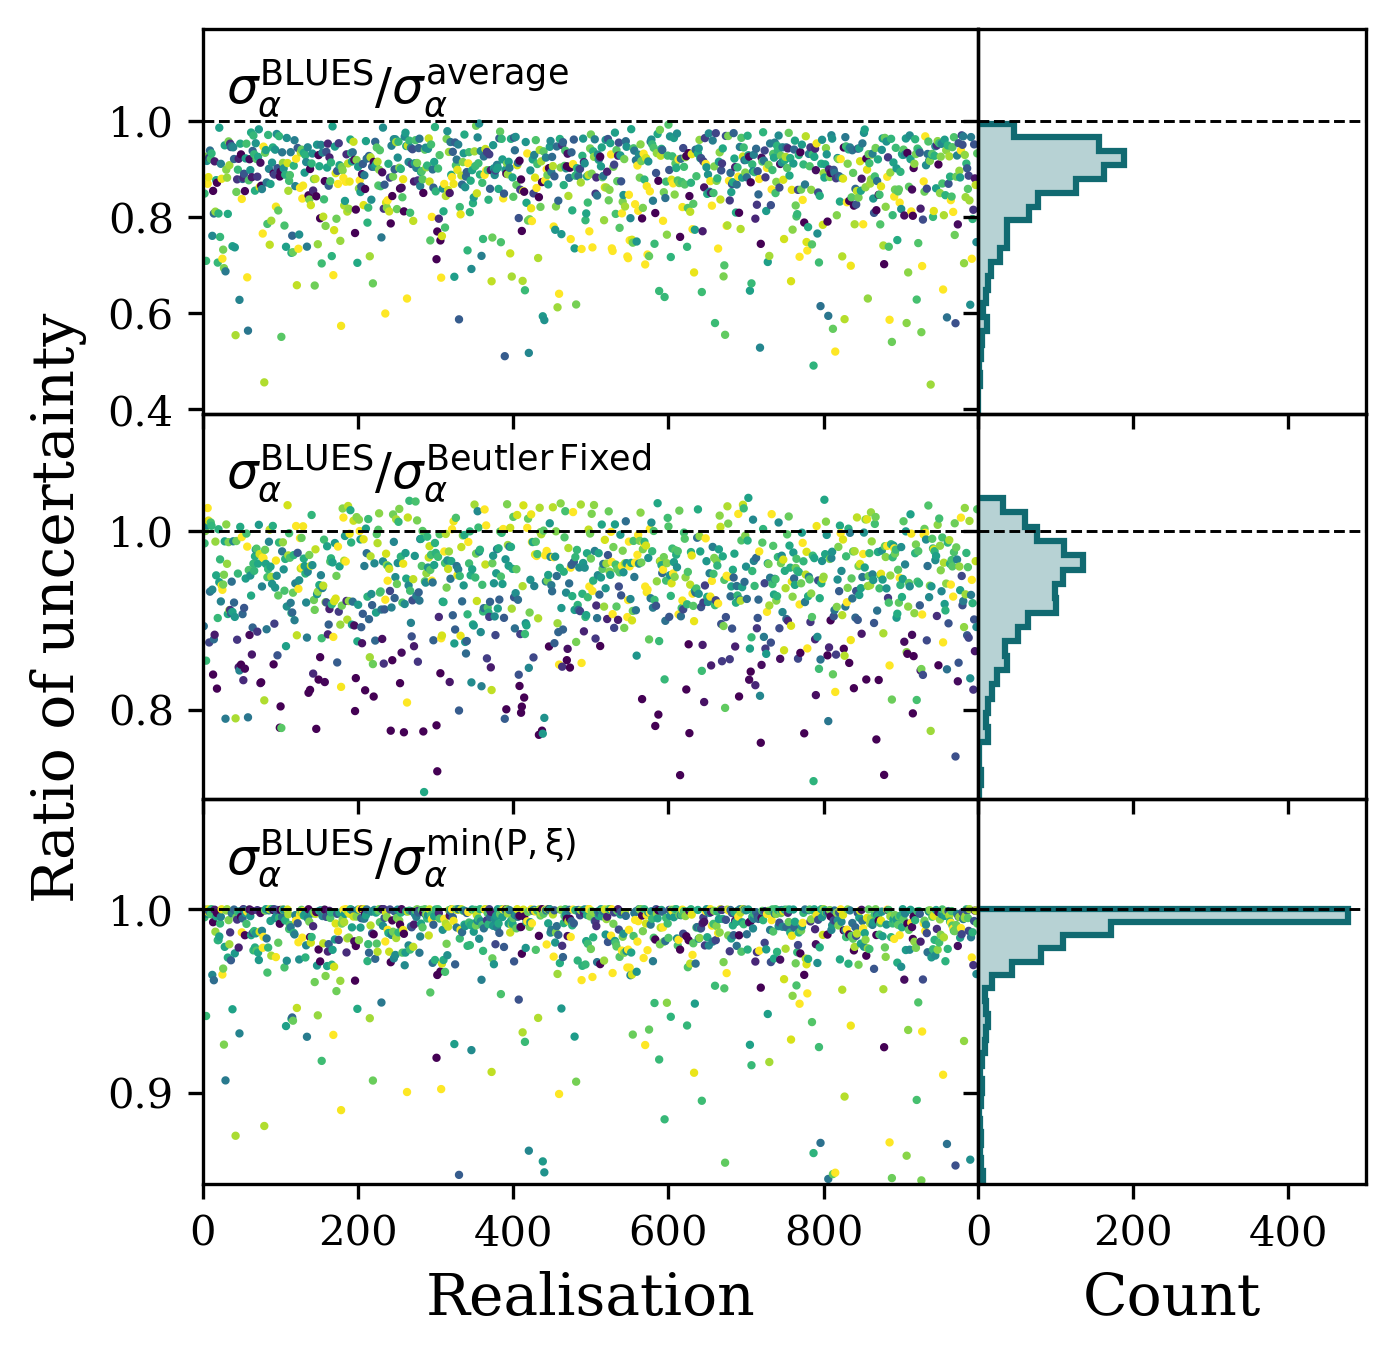 σ_α^BLUES/σ_α^average
1.0
0.8
0.6
0.4
σ_α^BLUES/σ_α^Beutler Fixed
1.0
0.8
σ_α^BLUES/σ_α^min(P, ξ)
1.0
0.9
Ratio of uncertainty
0 200 400 600 800 0 200 400
Realisation Count